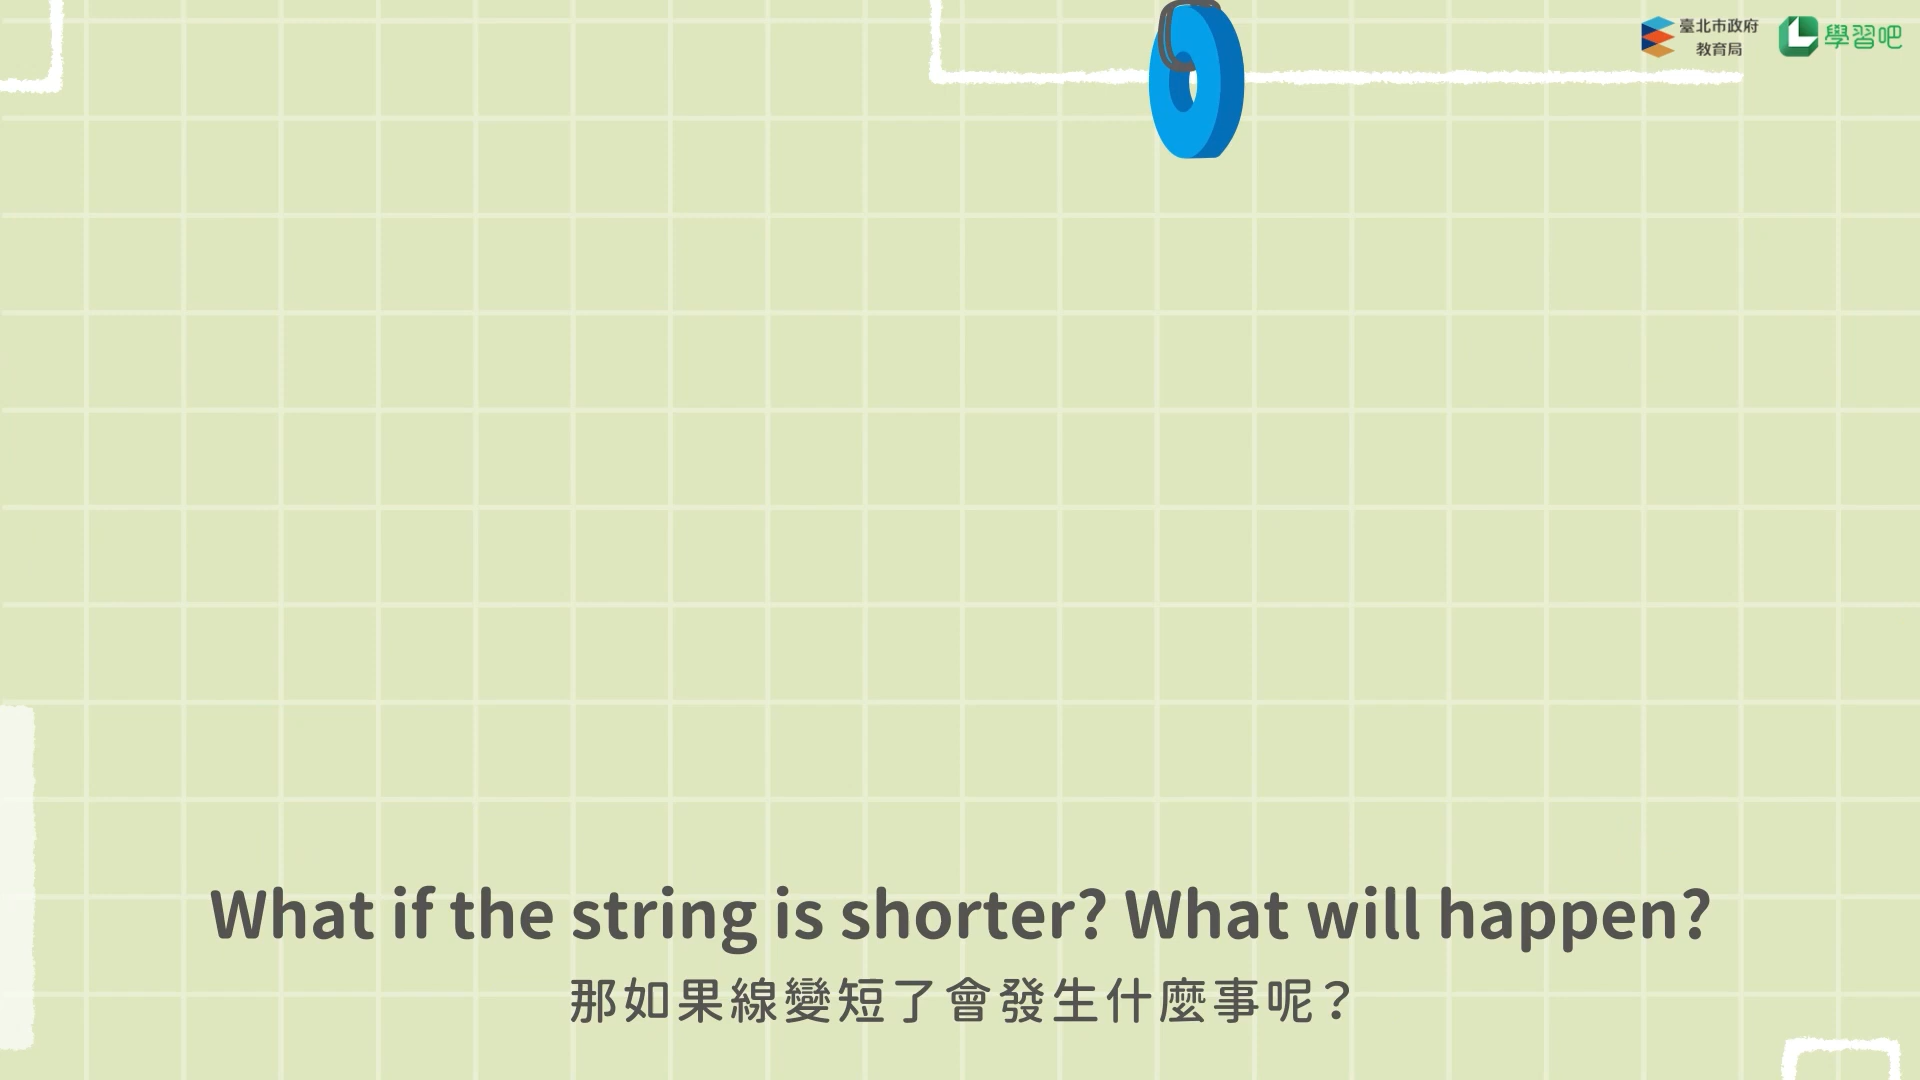 臺北市政府
教育局
學習吧
What if the string is shorter? What will happen?
那如果線變短了會發生什麼事呢？